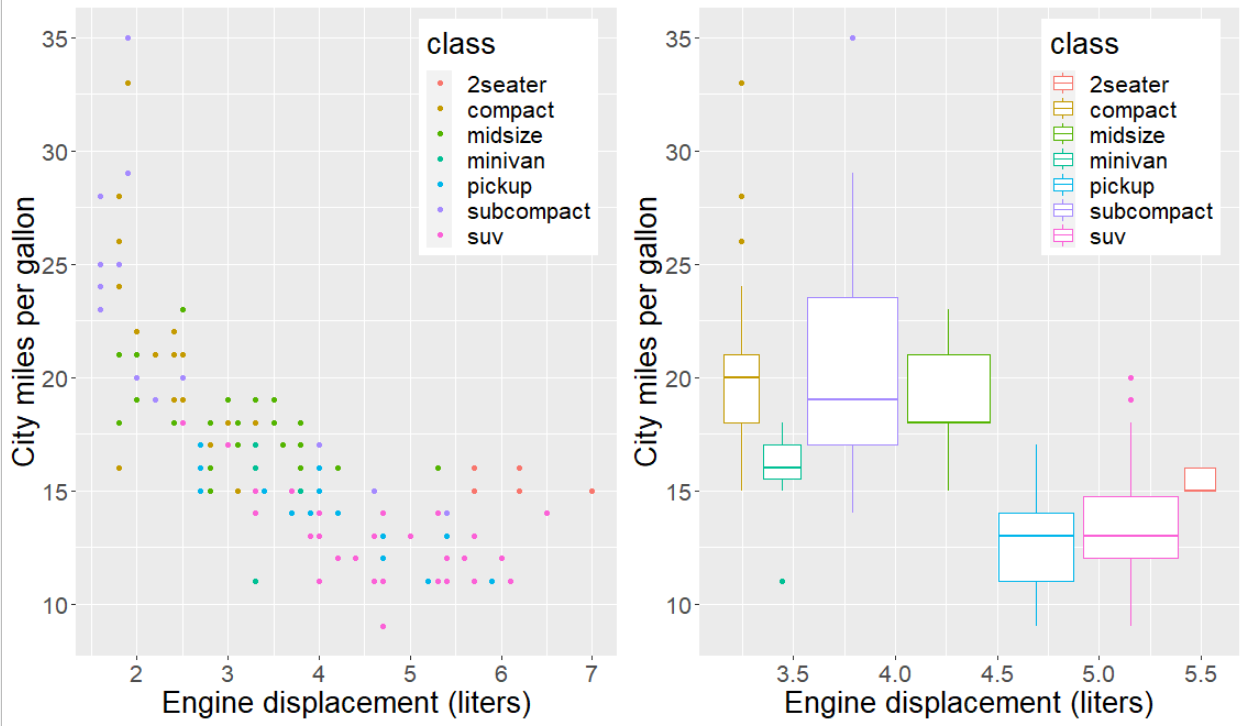 City miles per gallon
35
30
25
20
15
10
2
3
4
5
6
7
Engine displacement (liters)
class
2seater
compact
midsize
minivan
pickup
subcompact
suv
City miles per gallon
35
30
25
20
15
10
3.5
4.0
4.5
5.0
5.5
Engine displacement (liters)
class
2seater
compact
midsize
minivan
pickup
subcompact
suv